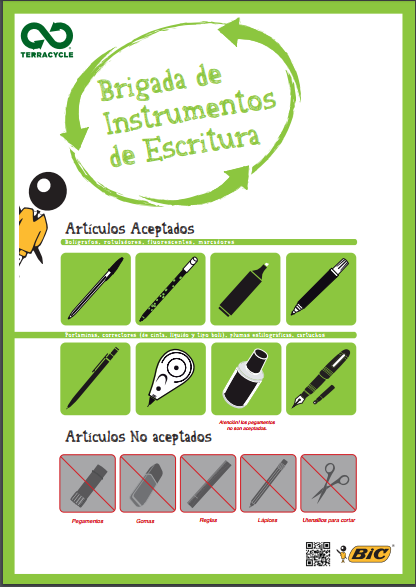 TERRACYCLE
Brigada de
Instrumentos
de Escritura
Artículos Aceptados
Bolígrafos, rotuladores, fluorescentes, marcadores
Portaminas, correctores (de cinta, líquido y tipo boli), plumas estilográficas, cartuchos
Atención! los pegamentos
no son aceptados.
Artículos No aceptados
Pegamentos Gomas Reglas Lápices Utensilios para cortar
BIC